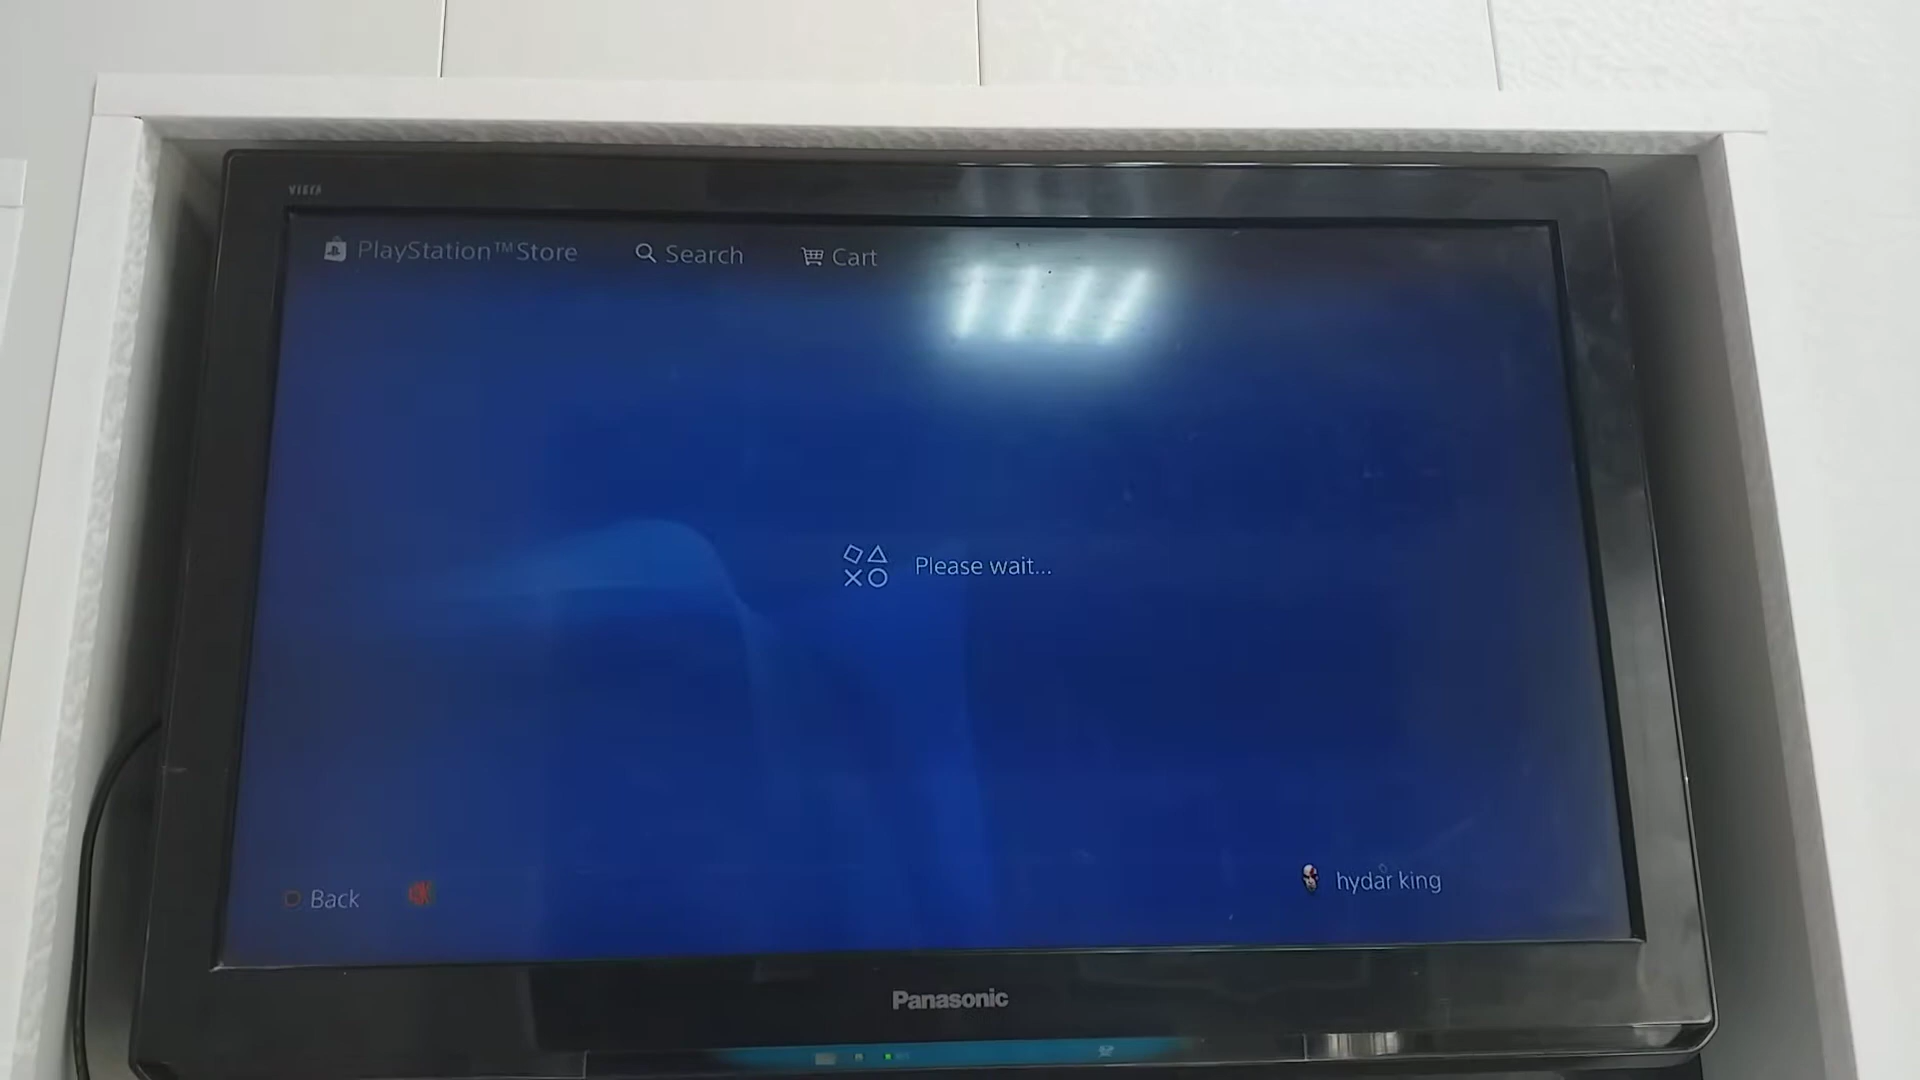 VIERA
PlayStation™Store Search Cart
Please wait...
Back
hydar king
Panasonic